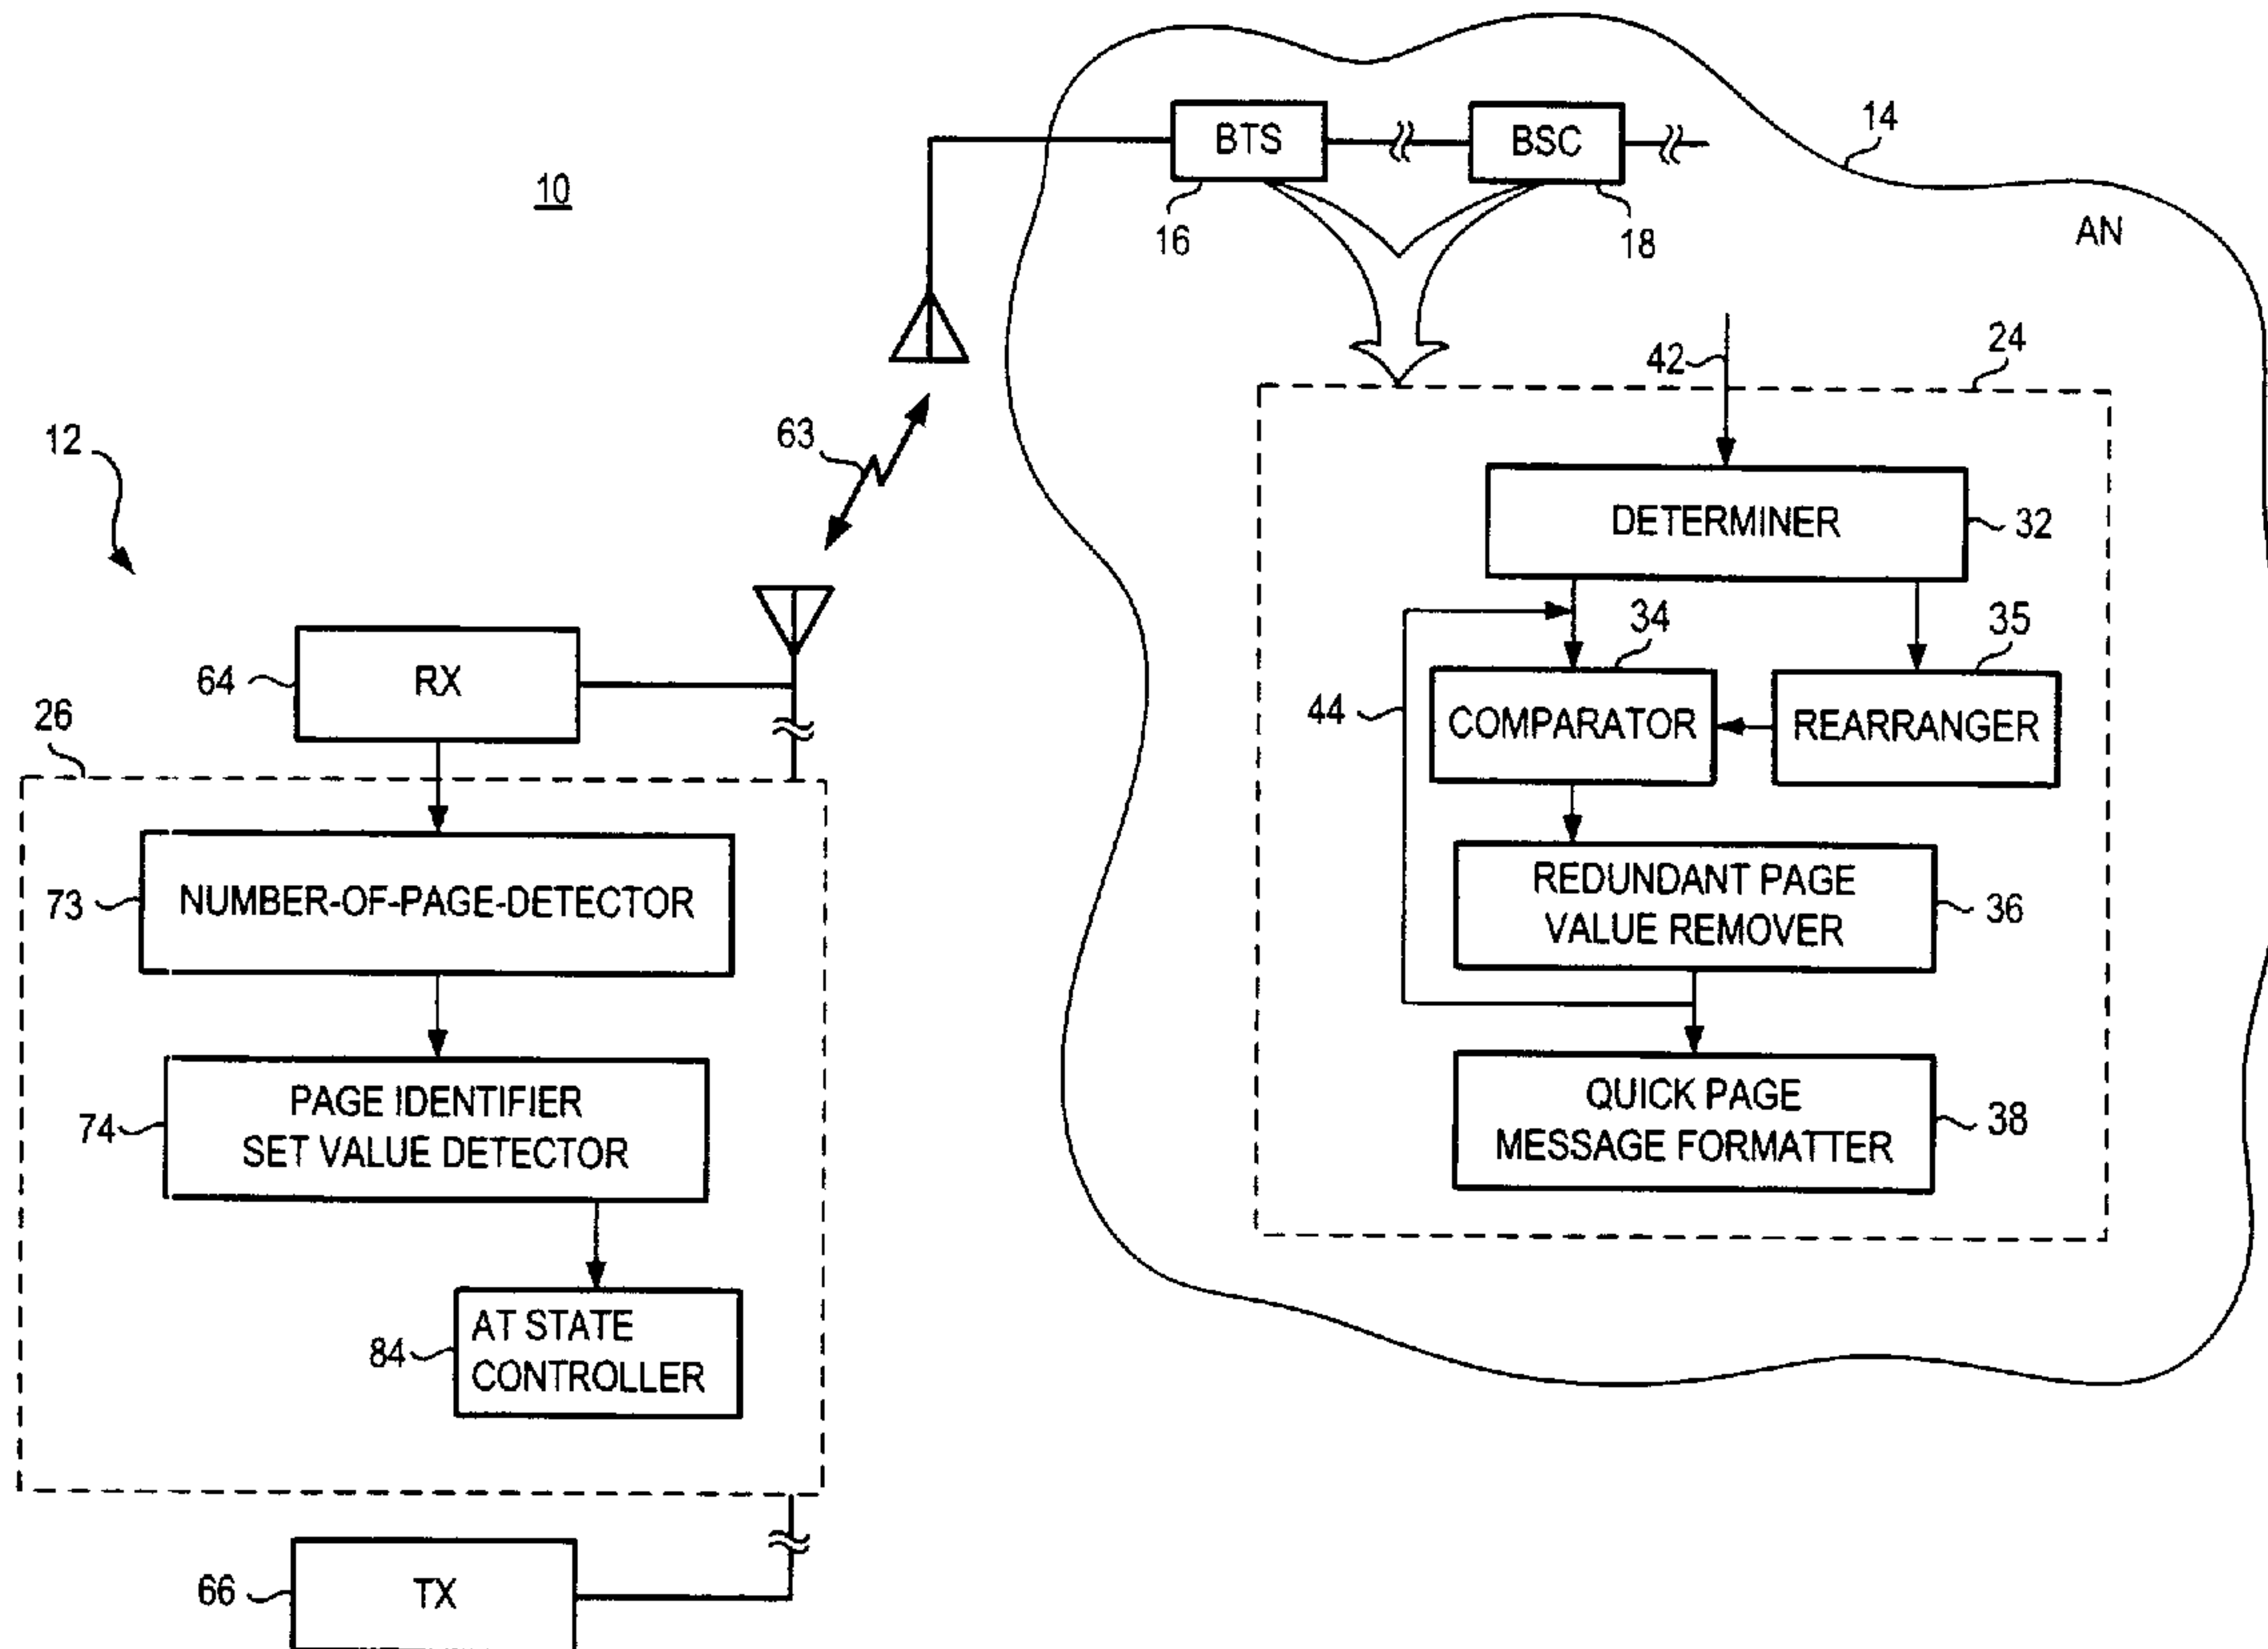 10
12
14
BTS
BSC
16
18
AN
63
42
24
DETERMINER
32
34
35
44
COMPARATOR
REARRANGER
REDUNDANT PAGE
VALUE REMOVER
36
QUICK PAGE
MESSAGE FORMATTER
38
RX
64
26
NUMBER-OF-PAGE-DETECTOR
73
PAGE IDENTIFIER
SET VALUE DETECTOR
74
AT STATE
CONTROLLER
84
TX
66